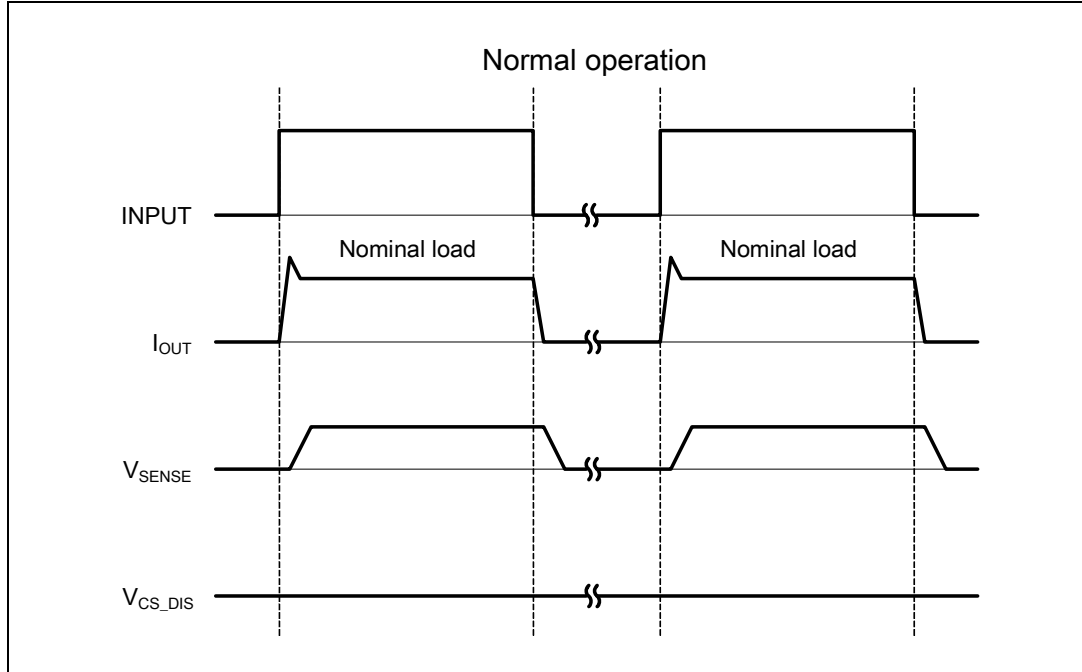 Normal operation
INPUT
Nominal load
Nominal load
IOUT
VSENSE
VCS_DIS